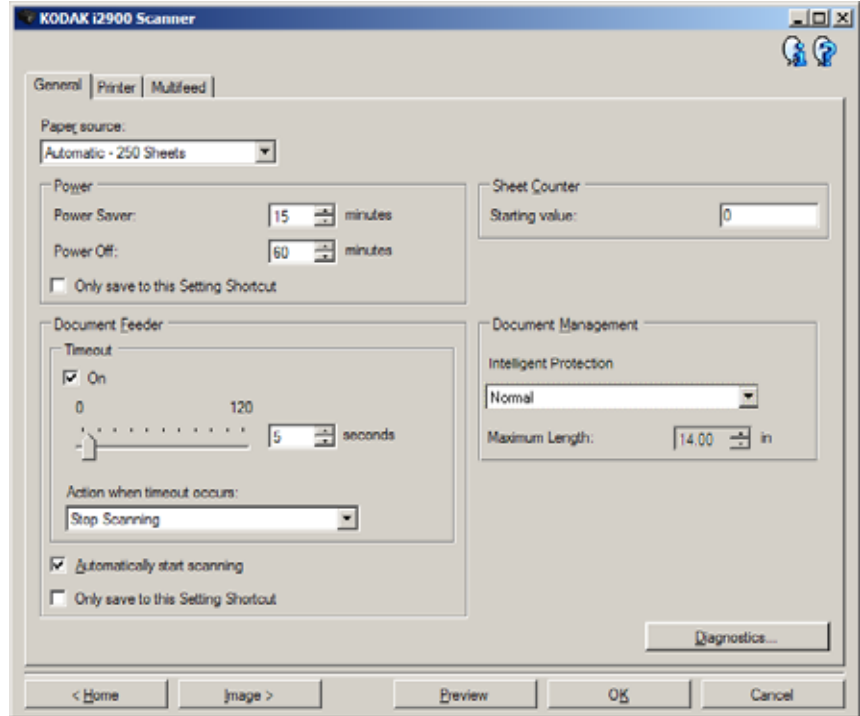 KODAK i2900 Scanner
General Printer Multifeed
Paper source:
Automatic - 250 Sheets
Power
Power Saver: 15 minutes
Power Off: 60 minutes
Only save to this Setting Shortcut
Sheet Counter
Starting value: 0
Document Feeder
Timeout
On
0 120
5 seconds
Action when timeout occurs:
Stop Scanning
Automatically start scanning
Only save to this Setting Shortcut
Document Management
Intelligent Protection
Normal
Maximum Length: 14.00 in
Diagnostics...
< Home Image > Preview OK Cancel